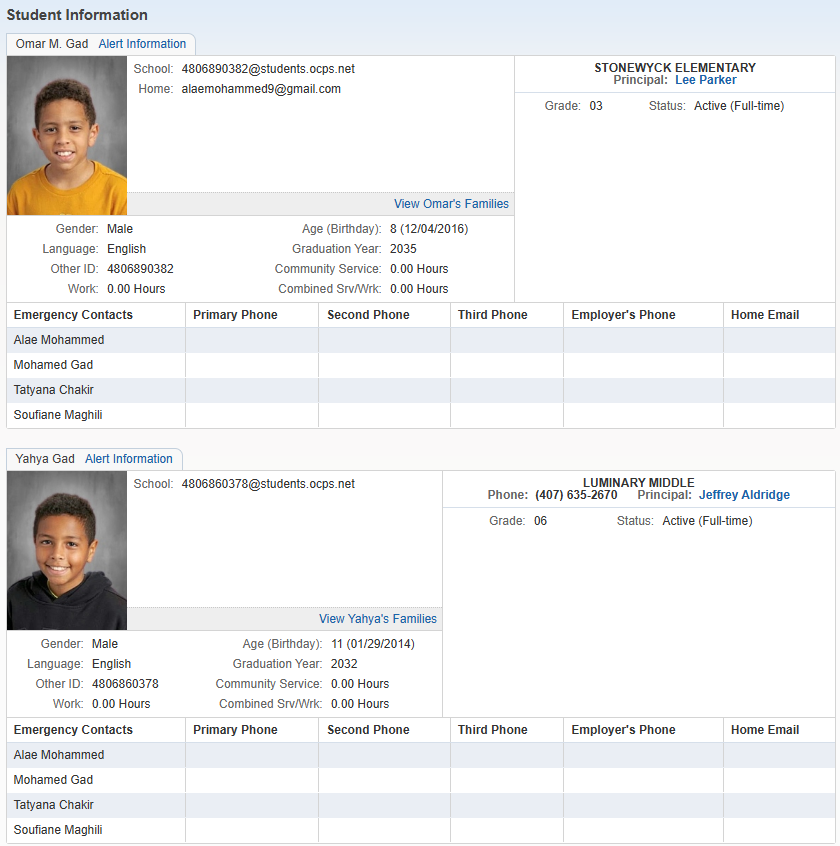 Student Information
Omar M. Gad Alert Information
School: 4806890382@students.ocps.net
Home: alaemohammed9@gmail.com
View Omar's Families
STONEWYCK ELEMENTARY
Principal: Lee Parker
Grade: 03 Status: Active (Full-time)
Gender: Male Age (Birthday): 8 (12/04/2016)
Language: English Graduation Year: 2035
Other ID: 4806890382 Community Service: 0.00 Hours
Work: 0.00 Hours Combined Srv/Wrk: 0.00 Hours
Emergency Contacts Primary Phone Second Phone Third Phone Employer's Phone Home Email
Alae Mohammed
Mohamed Gad
Tatyana Chakir
Soufiane Maghili
Yahya Gad Alert Information
School: 4806860378@students.ocps.net
View Yahya's Families
LUMINARY MIDDLE
Phone: (407) 635-2670 Principal: Jeffrey Aldridge
Grade: 06 Status: Active (Full-time)
Gender: Male Age (Birthday): 11 (01/29/2014)
Language: English Graduation Year: 2032
Other ID: 4806860378 Community Service: 0.00 Hours
Work: 0.00 Hours Combined Srv/Wrk: 0.00 Hours
Emergency Contacts Primary Phone Second Phone Third Phone Employer's Phone Home Email
Alae Mohammed
Mohamed Gad
Tatyana Chakir
Soufiane Maghili